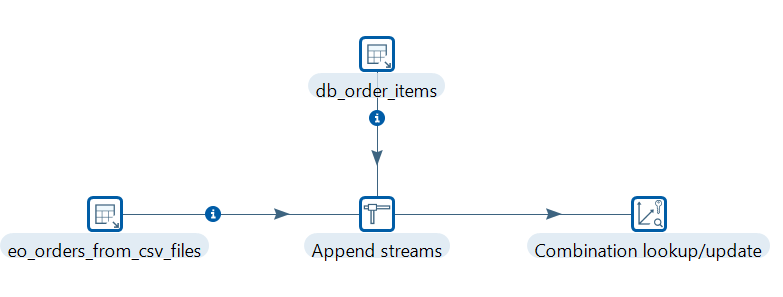 db_order_items
eo_orders_from_csv_files
Append streams
Combination lookup/update